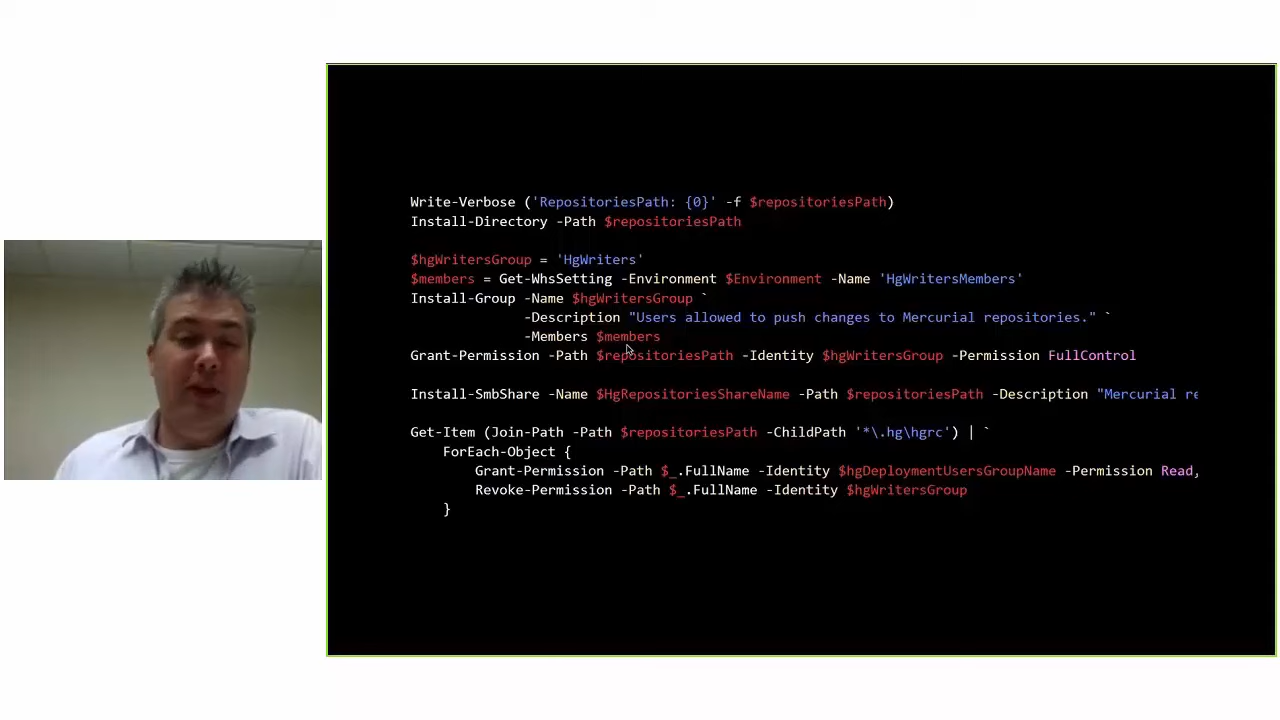 Write-Verbose ('RepositoriesPath: {0}' -f $repositoriesPath)
Install-Directory -Path $repositoriesPath
$hgWritersGroup = 'HgWriters'
$members = Get-WhsSetting -Environment $Environment -Name 'HgWritersMembers'
Install-Group -Name $hgWritersGroup `
-Description "Users allowed to push changes to Mercurial repositories." `
-Members $members
Grant-Permission -Path $repositoriesPath -Identity $hgWritersGroup -Permission FullControl
Install-SmbShare -Name $HgRepositoriesShareName -Path $repositoriesPath -Description "Mercurial re
Get-Item (Join-Path -Path $repositoriesPath -ChildPath '*\.hg\hgrc') | `
ForEach-Object {
Grant-Permission -Path $_.FullName -Identity $hgDeploymentUsersGroupName -Permission Read,
Revoke-Permission -Path $_.FullName -Identity $hgWritersGroup
}